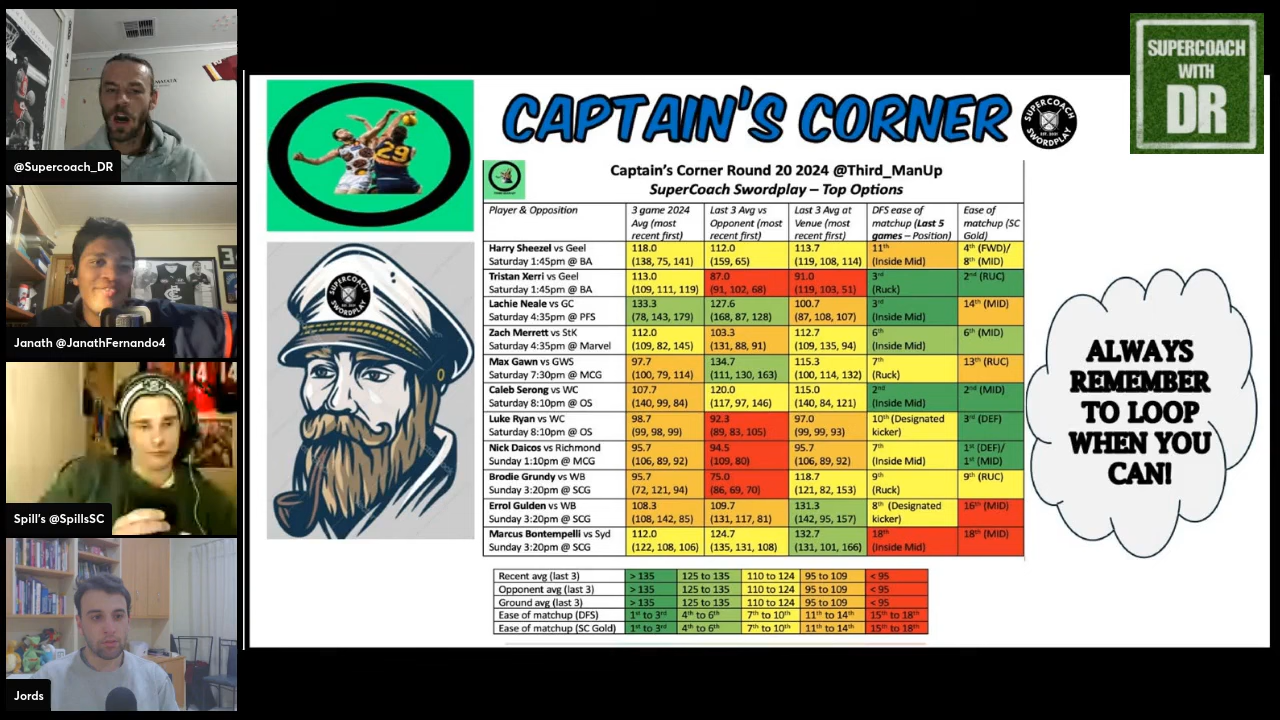 @Supercoach_DR
Janath @JanathFernando4
Spill's @SpillsSC
Jords
CAPTAIN'S CORNER
SUPERCOACH
SWORDPLAY
SUPERCOACH
WITH
DR
Captain's Corner Round 20 2024 @Third_ManUp
SuperCoach Swordplay – Top Options
Player & Opposition
3 game 2024
Avg (most
recent first)
Last 3 Avg vs
Opponent (most
recent first)
Last 3 Avg at
Venue (most
recent first)
DFS ease of
matchup (Last 5
games – Position)
Ease of
matchup (SC
Gold)
Harry Sheezel vs Geel 118.0 112.0 113.7 11th 4th (FWD)/
Saturday 1:45pm @ BA (138, 75, 141) (159, 65) (119, 108, 114) (Inside Mid) 8th (MID)
Tristan Xerri vs Geel 113.0 87.0 91.0 3rd 2nd (RUC)
Saturday 1:45pm @ BA (109, 111, 119) (91, 102, 68) (119, 103, 51) (Ruck)
Lachie Neale vs GC 133.3 127.6 100.7 3rd 14th (MID)
Saturday 4:35pm @ PFS (78, 143, 179) (168, 87, 128) (87, 108, 107) (Inside Mid)
Zach Merrett vs StK 112.0 103.3 112.7 6th 6th (MID)
Saturday 4:35pm @ Marvel (109, 82, 145) (131, 88, 91) (109, 135, 94) (Inside Mid)
Max Gawn vs GWS 97.7 134.7 115.3 7th 13th (RUC)
Saturday 7:30pm @ MCG (100, 79, 114) (111, 130, 163) (100, 114, 132) (Ruck)
Caleb Serong vs WC 107.7 120.0 115.0 2nd 2nd (MID)
Saturday 8:10pm @ OS (140, 99, 84) (117, 97, 146) (140, 84, 121) (Inside Mid)
Luke Ryan vs WC 98.7 92.3 97.0 10th (Designated 3rd (DEF)
Saturday 8:10pm @ OS (99, 98, 99) (89, 83, 105) (99, 99, 93) kicker)
Nick Daicos vs Richmond 95.7 94.5 95.7 7th 1st (DEF)/
Sunday 1:10pm @ MCG (106, 89, 92) (109, 80) (106, 89, 92) (Inside Mid) 1st (MID)
Brodie Grundy vs WB 95.7 75.0 118.7 9th 9th (RUC)
Sunday 3:20pm @ SCG (72, 121, 94) (86, 69, 70) (121, 82, 153) (Ruck)
Errol Gulden vs WB 108.3 109.7 131.3 8th (Designated 16th (MID)
Sunday 3:20pm @ SCG (108, 142, 85) (131, 117, 81) (142, 95, 157) kicker)
Marcus Bontempelli vs Syd 112.0 124.7 132.7 18th 18th (MID)
Sunday 3:20pm @ SCG (122, 108, 106) (135, 131, 108) (131, 101, 166) (Inside Mid)
Recent avg (last 3) > 135 125 to 135 110 to 124 95 to 109 < 95
Opponent avg (last 3) > 135 125 to 135 110 to 124 95 to 109 < 95
Ground avg (last 3) > 135 125 to 135 110 to 124 95 to 109 < 95
Ease of matchup (DFS) 1st to 3rd 4th to 6th 7th to 10th 11th to 14th 15th to 18th
Ease of matchup (SC Gold) 1st to 3rd 4th to 6th 7th to 10th 11th to 14th 15th to 18th
29
SUPERCOACH
SWORDPLAY
ALWAYS
REMEMBER
TO LOOP
WHEN YOU
CAN!